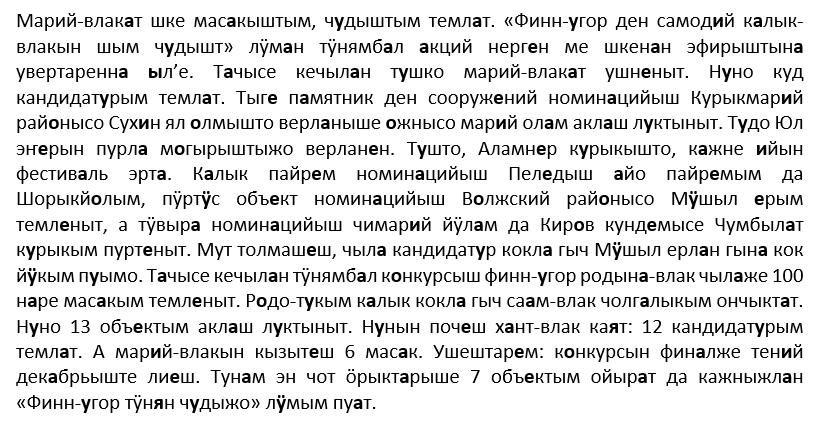 Марий-влакат шке масакыштым, чудыштым темлат. «Финн-угор ден самодий калык-
влакын шым чудышт» лӱман тӱнямбал акций нерген ме шкенан эфирыштына
увертаренна ыл’е. Тачысе кечылан тушко марий-влакат ушненыт. Нуно куд
кандидатурым темлат. Тыге памятник ден сооружений номинацийыш Курыкмарий
районысо Сухин ял олмышто верланыше ожнысо марий олам аклаш луктыныт. Тудо Юл
эҥерын пурла могырыштыжо верланен. Тушто, Аламнер курыкышто, кажне ийын
фестиваль эрта. Калык пайрем номинацийыш Пеледыш айо пайремым да
Шорыкйолым, пӱртӱс объект номинацийыш Волжский районысо Мӱшыл ерым
темленыт, а тӱвыра номинацийыш чимарий йӱлам да Киров кундемысе Чумбылат
курыкым пуртеныт. Мут толмашеш, чыла кандидатур кокла гыч Мӱшыл ерлан гына кок
йӱкым пуымо. Тачысе кечылан тӱнямбал конкурсыш финн-угор родына-влак чылаже 100
наре масакым темленыт. Родо-тукым калык кокла гыч саам-влак чолгалыкым ончыктат.
Нуно 13 объектым аклаш луктыныт. Нунын почеш хант-влак каят: 12 кандидатурым
темлат. А марий-влакын кызытеш 6 масак. Ушештарем: конкурсын финалже тений
декабрьыште лиеш. Тунам эн чот ӧрыктарыше 7 объектым ойырат да кажныжлан
«Финн-угор тӱнян чудыжо» лӱмым пуат.